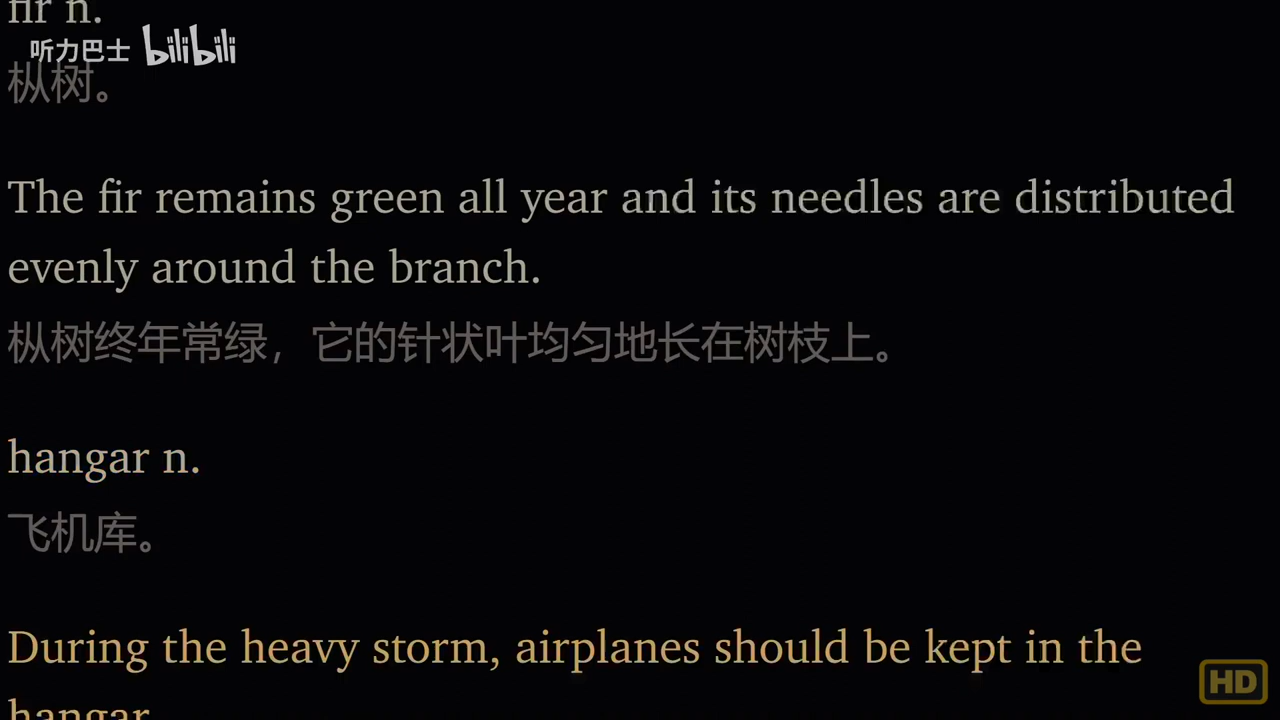 fir n.
听力巴士 bilibili
枞树。
The fir remains green all year and its needles are distributed
evenly around the branch.
枞树终年常绿，它的针状叶均匀地长在树枝上。
hangar n.
飞机库。
During the heavy storm, airplanes should be kept in the
hangar
HD